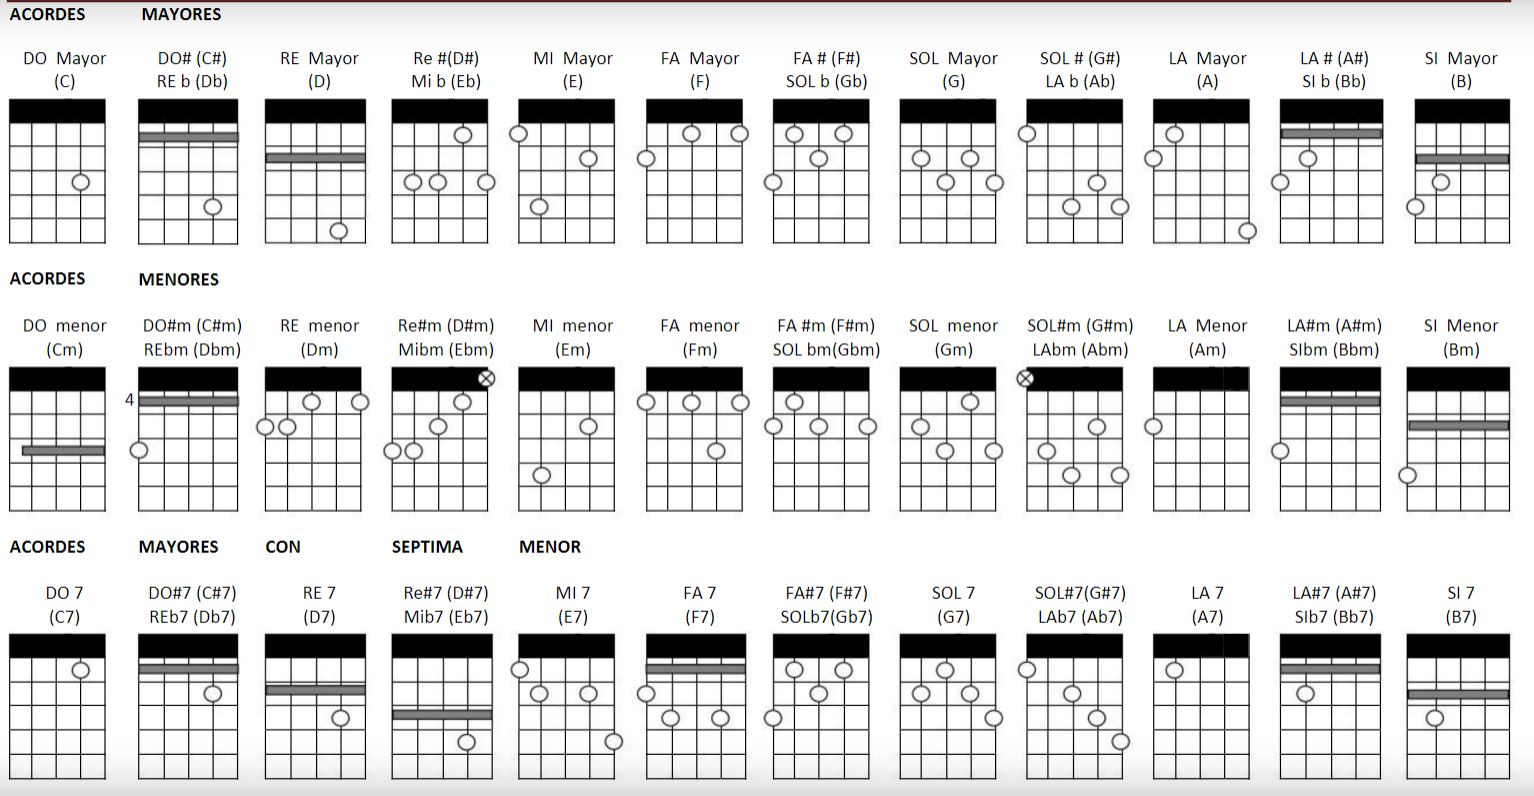 ACORDES MAYORES
DO Mayor DO# (C#) RE Mayor Re #(D#) MI Mayor FA Mayor FA # (F#) SOL Mayor SOL # (G#) LA Mayor LA # (A#) SI Mayor
(C) RE b (Db) (D) Mi b (Eb) (E) (F) SOL b (Gb) (G) LA b (Ab) (A) SI b (Bb) (B)
ACORDES MENORES
DO menor DO#m (C#m) RE menor Re#m (D#m) MI menor FA menor FA #m (F#m) SOL menor SOL#m (G#m) LA Menor LA#m (A#m) SI Menor
(Cm) REbm (Dbm) (Dm) Mibm (Ebm) (Em) (Fm) SOL bm(Gbm) (Gm) LAbm (Abm) (Am) SIbm (Bbm) (Bm)
4
ACORDES MAYORES CON SEPTIMA MENOR
DO 7 DO#7 (C#7) RE 7 Re#7 (D#7) MI 7 FA 7 FA#7 (F#7) SOL 7 SOL#7(G#7) LA 7 LA#7 (A#7) SI 7
(C7) REb7 (Db7) (D7) Mib7 (Eb7) (E7) (F7) SOLb7(Gb7) (G7) LAb7 (Ab7) (A7) SIb7 (Bb7) (B7)